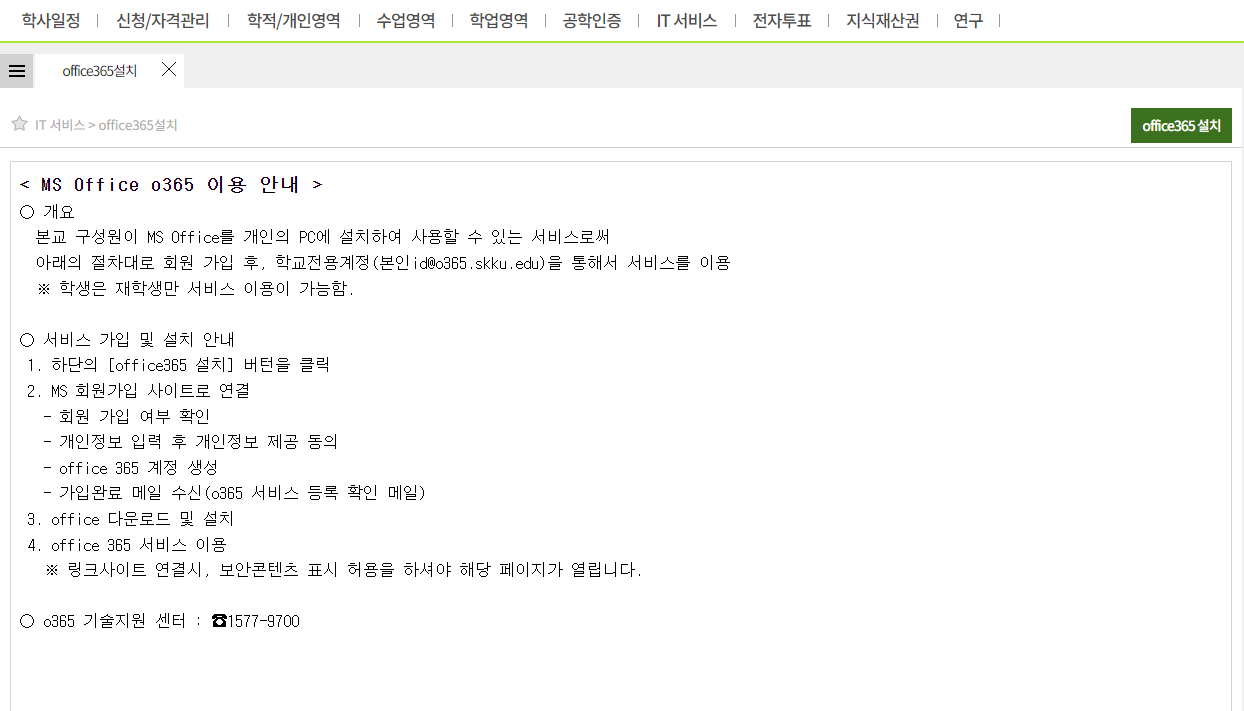 학사일정 신청/자격관리 학적/개인영역 수업영역 학업영역 공학인증 IT 서비스 전자투표 지식재산권 연구
office365설치
IT 서비스 > office365설치
office365 설치
< MS Office o365 이용 안내 >
○ 개요
본교 구성원이 MS Office를 개인의 PC에 설치하여 사용할 수 있는 서비스로써
아래의 절차대로 회원 가입 후, 학교전용계정(본인id@o365.skku.edu)을 통해서 서비스를 이용
※ 학생은 재학생만 서비스 이용이 가능함.
○ 서비스 가입 및 설치 안내
1. 하단의 [office365 설치] 버턴을 클릭
2. MS 회원가입 사이트로 연결
- 회원 가입 여부 확인
- 개인정보 입력 후 개인정보 제공 동의
- office 365 계정 생성
- 가입완료 메일 수신(o365 서비스 등록 확인 메일)
3. office 다운로드 및 설치
4. office 365 서비스 이용
※ 링크사이트 연결시, 보안콘텐츠 표시 허용을 하셔야 해당 페이지가 열립니다.
○ o365 기술지원 센터 : ☎1577-9700